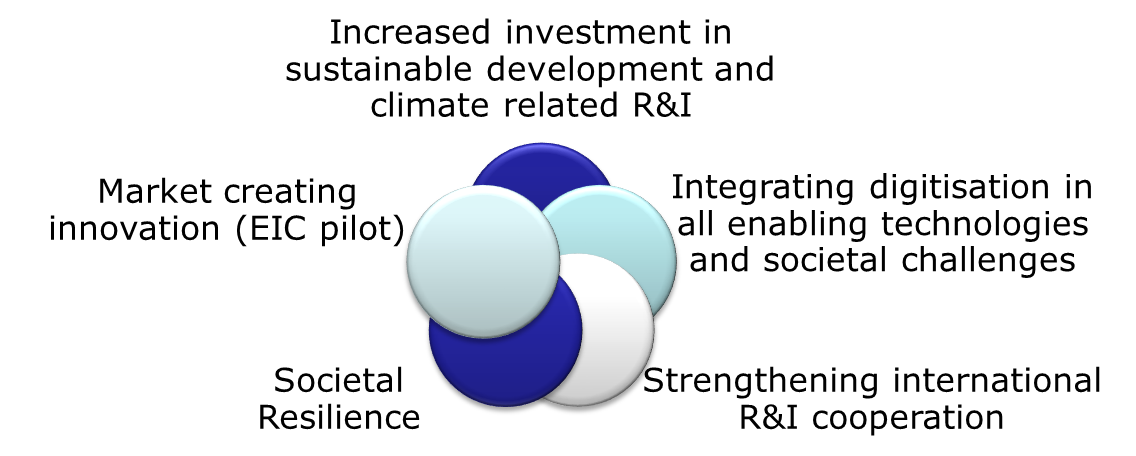 Increased investment in
sustainable development and
climate related R&I
Market creating
innovation (EIC pilot)
Integrating digitisation in
all enabling technologies
and societal challenges
Societal
Resilience
Strengthening international
R&I cooperation